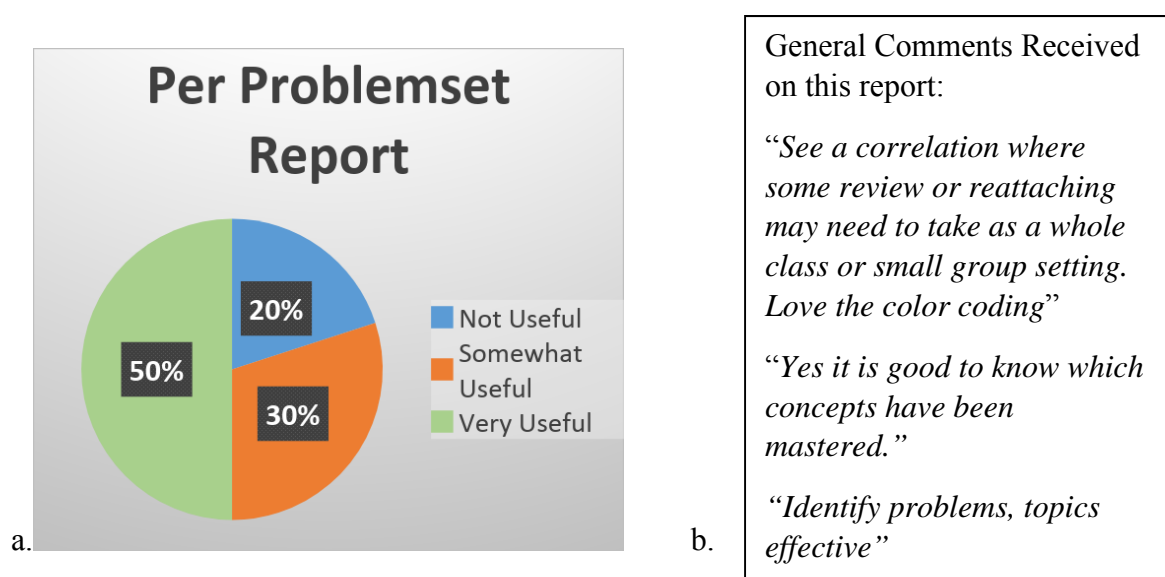 Per Problemset
Report
20%
50%
30%
Not Useful
Somewhat
Useful
Very Useful
a.
b.
General Comments Received
on this report:
“See a correlation where
some review or reattaching
may need to take as a whole
class or small group setting.
Love the color coding”
“Yes it is good to know which
concepts have been
mastered.”
“Identify problems, topics
effective”